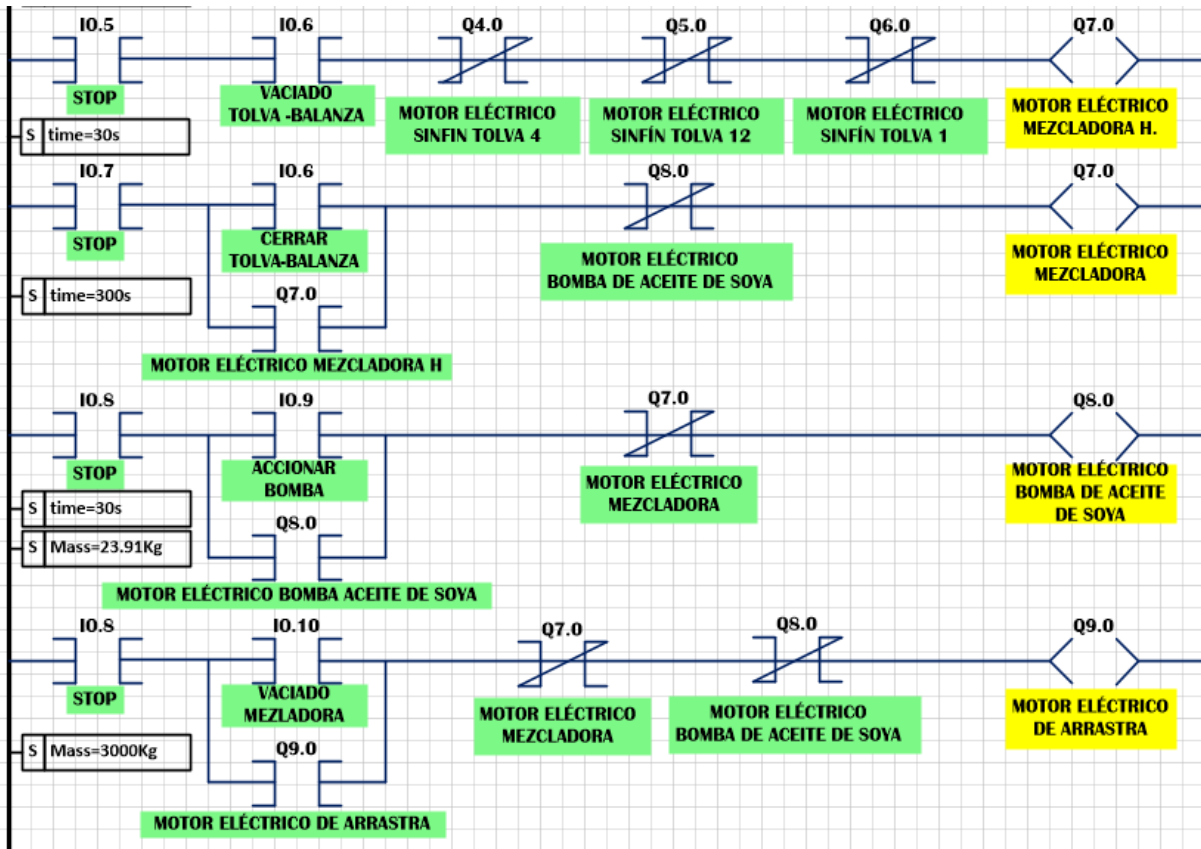 I0.5 I0.6 Q4.0 Q5.0 Q6.0 Q7.0
STOP
VACIADO
TOLVA -BALANZA
MOTOR ELÉCTRICO
SINFIN TOLVA 4
MOTOR ELÉCTRICO
SINFÍN TOLVA 12
MOTOR ELÉCTRICO
SINFÍN TOLVA 1
MOTOR ELÉCTRICO
MEZCLADORA H.
S time=30s
I0.7 I0.6 Q8.0 Q7.0
STOP
CERRAR
TOLVA-BALANZA
MOTOR ELÉCTRICO
BOMBA DE ACEITE DE SOYA
MOTOR ELÉCTRICO
MEZCLADORA
S time=300s
Q7.0
MOTOR ELÉCTRICO MEZCLADORA H
I0.8 I0.9 Q7.0 Q8.0
STOP
ACCIONAR
BOMBA
MOTOR ELÉCTRICO
MEZCLADORA
MOTOR ELÉCTRICO
BOMBA DE ACEITE
DE SOYA
S time=30s
S Mass=23.91Kg
Q8.0
MOTOR ELÉCTRICO BOMBA ACEITE DE SOYA
I0.8 I0.10 Q7.0 Q8.0 Q9.0
STOP
VACIADO
MEZLADORA
MOTOR ELÉCTRICO
MEZCLADORA
MOTOR ELÉCTRICO
BOMBA DE ACEITE DE SOYA
MOTOR ELÉCTRICO
DE ARRASTRA
S Mass=3000Kg
Q9.0
MOTOR ELÉCTRICO DE ARRASTRA